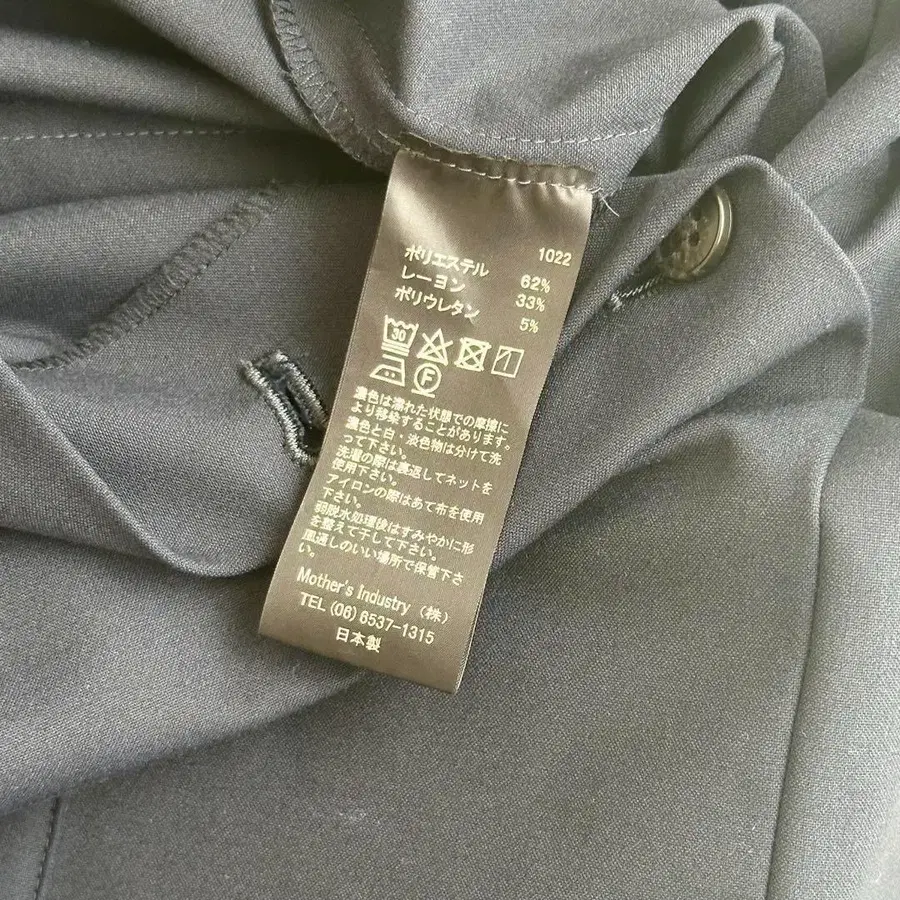 1022
ポリエステル 62%
レーヨン 33%
ポリウレタン 5%
30
F
濃色は濡れた状態での摩擦に
より移染することがあります。
濃色と白・淡色物は分けて洗
って下さい。
洗濯の際は裏返してネットを
使用下さい。
アイロンの際はあて布を使用
下さい。
弱脱水処理後はすみやかに形
を整えて干して下さい。
風通しのいい場所で保管下さ
い。
Mother's Industry (株)
TEL (06) 6537-1315
日本製